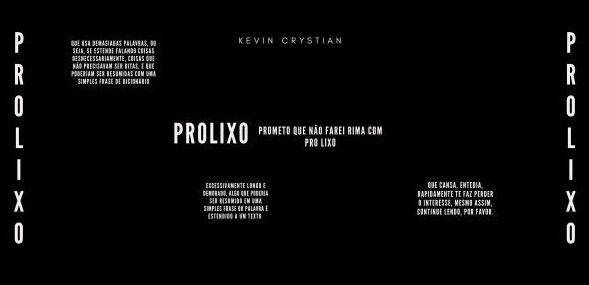 PROLIXO
QUE USA DEMASIADAS PALAVRAS, OU
SEJA, SE ESTENDE FALANDO COISAS
DESNECESSARIAMENTE, COISAS QUE
NÃO PRECISAVAM SER DITAS, E QUE
PODERIAM SER RESUMIDAS COM UMA
SIMPLES FRASE DE DICIONÁRIO
KEVIN CRYSTIAN
PROLIXO
PROMETO QUE NÃO FAREI RIMA COM
PRO LIXO
EXCESSIVAMENTE LONGO E
DEMORADO, ALGO QUE PODERIA
SER RESUMIDO EM UMA
SIMPLES FRASE OU PALAVRA É
ESTENDIDO A UM TEXTO
QUE CANSA, ENTEDIA,
RAPIDAMENTE TE FAZ PERDER
O INTERESSE, MESMO ASSIM,
CONTINUE LENDO, POR FAVOR.
PROLIXO